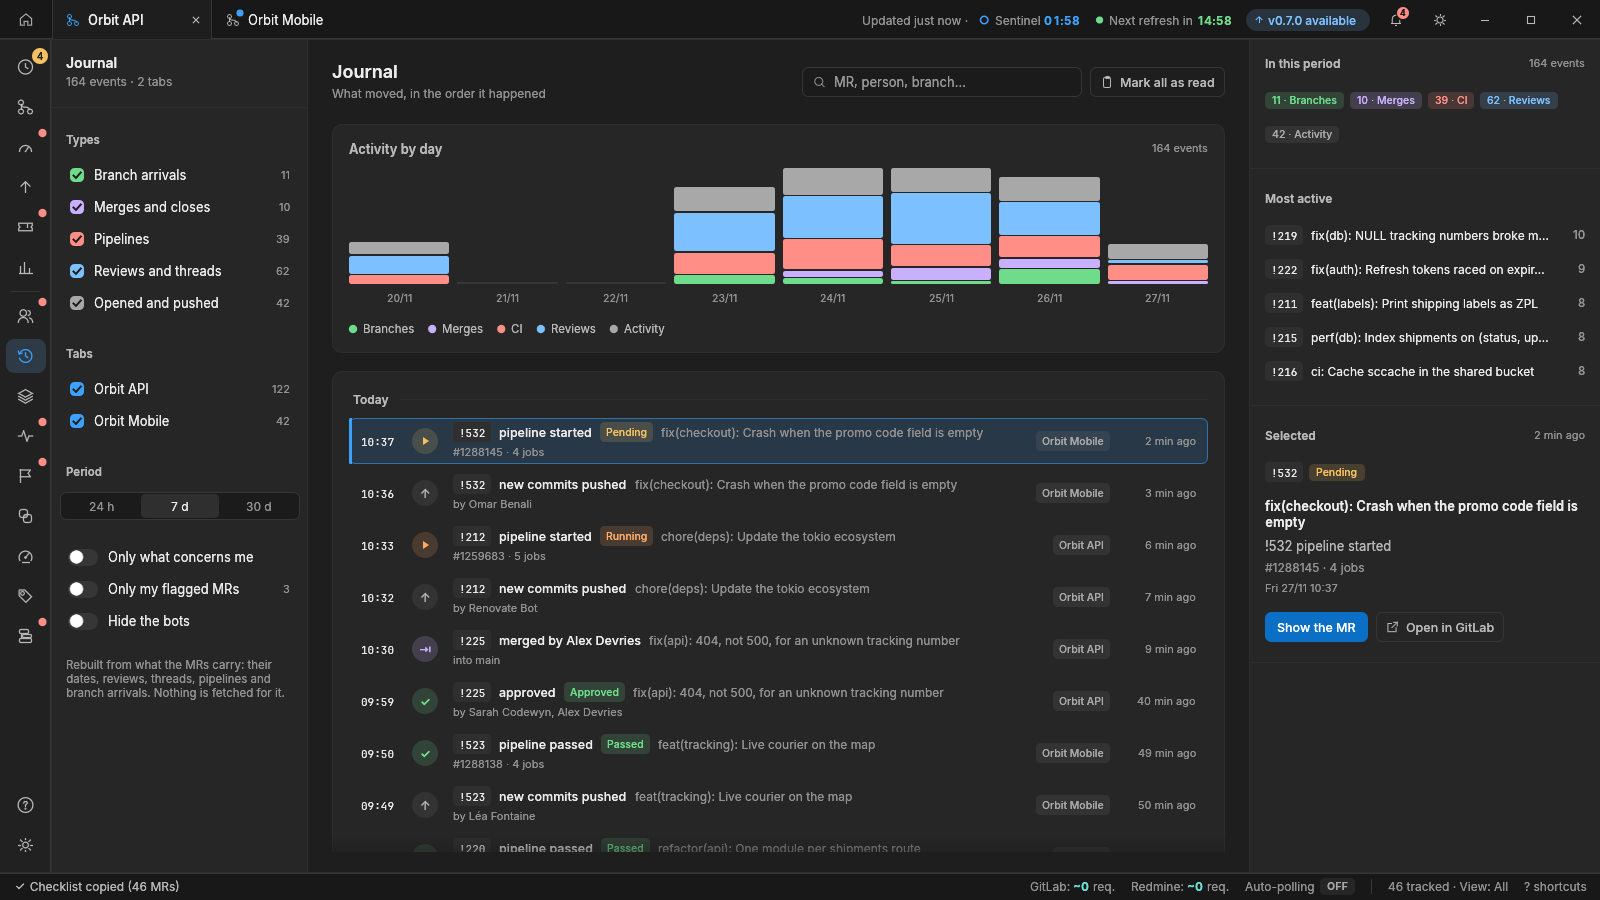 Orbit API
Orbit Mobile
Updated just now · Sentinel 01:58 Next refresh in 14:58 ↑ v0.7.0 available 4
4
Journal
164 events · 2 tabs
Types
Branch arrivals 11
Merges and closes 10
Pipelines 39
Reviews and threads 62
Opened and pushed 42
Tabs
Orbit API 122
Orbit Mobile 42
Period
24 h 7 d 30 d
Only what concerns me
Only my flagged MRs 3
Hide the bots
Rebuilt from what the MRs carry: their
dates, reviews, threads, pipelines and
branch arrivals. Nothing is fetched for it.
Journal
What moved, in the order it happened
MR, person, branch...
Mark all as read
Activity by day 164 events
20/11 21/11 22/11 23/11 24/11 25/11 26/11 27/11
Branches Merges CI Reviews Activity
Today
10:37 !532 pipeline started Pending fix(checkout): Crash when the promo code field is empty Orbit Mobile 2 min ago
#1288145 · 4 jobs
10:36 !532 new commits pushed fix(checkout): Crash when the promo code field is empty Orbit Mobile 3 min ago
by Omar Benali
10:33 !212 pipeline started Running chore(deps): Update the tokio ecosystem Orbit API 6 min ago
#1259683 · 5 jobs
10:32 !212 new commits pushed chore(deps): Update the tokio ecosystem Orbit API 7 min ago
by Renovate Bot
10:30 !225 merged by Alex Devries fix(api): 404, not 500, for an unknown tracking number Orbit API 9 min ago
into main
09:59 !225 approved Approved fix(api): 404, not 500, for an unknown tracking number Orbit API 40 min ago
by Sarah Codewyn, Alex Devries
09:50 !523 pipeline passed Passed feat(tracking): Live courier on the map Orbit Mobile 49 min ago
#1288138 · 4 jobs
09:49 !523 new commits pushed feat(tracking): Live courier on the map Orbit Mobile 50 min ago
by Léa Fontaine
!220 pipeline passed Passed refactor(api): One module per shipments route
In this period 164 events
11 · Branches 10 · Merges 39 · CI 62 · Reviews
42 · Activity
Most active
!219 fix(db): NULL tracking numbers broke m... 10
!222 fix(auth): Refresh tokens raced on expir... 9
!211 feat(labels): Print shipping labels as ZPL 8
!215 perf(db): Index shipments on (status, up... 8
!216 ci: Cache sccache in the shared bucket 8
Selected 2 min ago
!532 Pending
fix(checkout): Crash when the promo code field is
empty
!532 pipeline started
#1288145 · 4 jobs
Fri 27/11 10:37
Show the MR Open in GitLab
Checklist copied (46 MRs)
GitLab: ~0 req. Redmine: ~0 req. Auto-polling OFF 46 tracked · View: All ? shortcuts